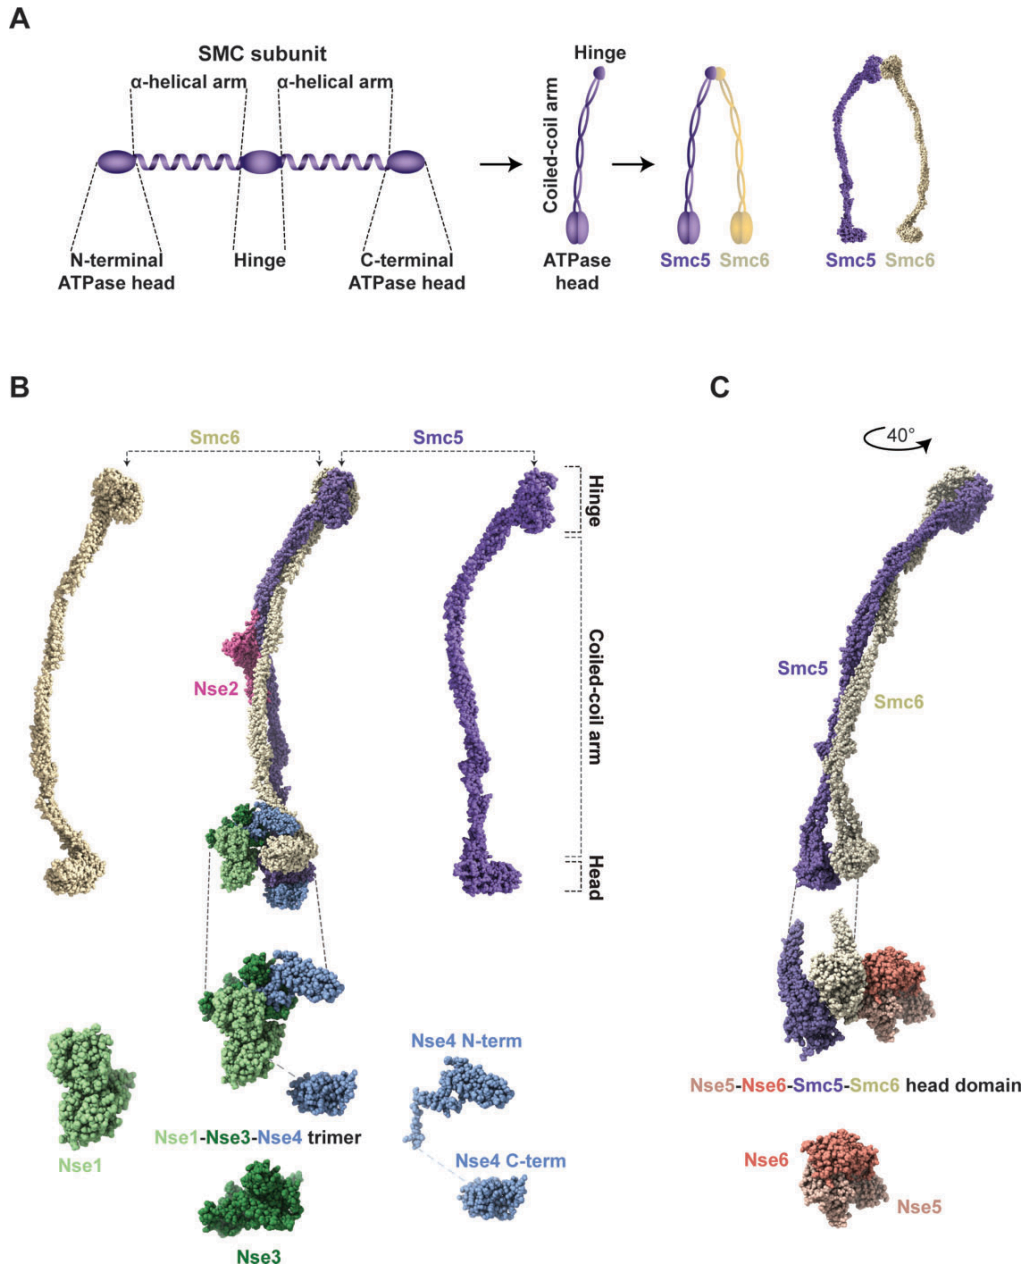 A
SMC subunit
α-helical arm α-helical arm
N-terminal
ATPase head
Hinge
C-terminal
ATPase head
Hinge
Coiled-coil arm
ATPase
head
Smc5 Smc6
Smc5 Smc6
B
Smc6
Smc5
Hinge
Coiled-coil arm
Head
Nse2
Nse1
Nse1-Nse3-Nse4 trimer
Nse3
Nse4 N-term
Nse4 C-term
C
40°
Smc5
Smc6
Nse5-Nse6-Smc5-Smc6 head domain
Nse6
Nse5